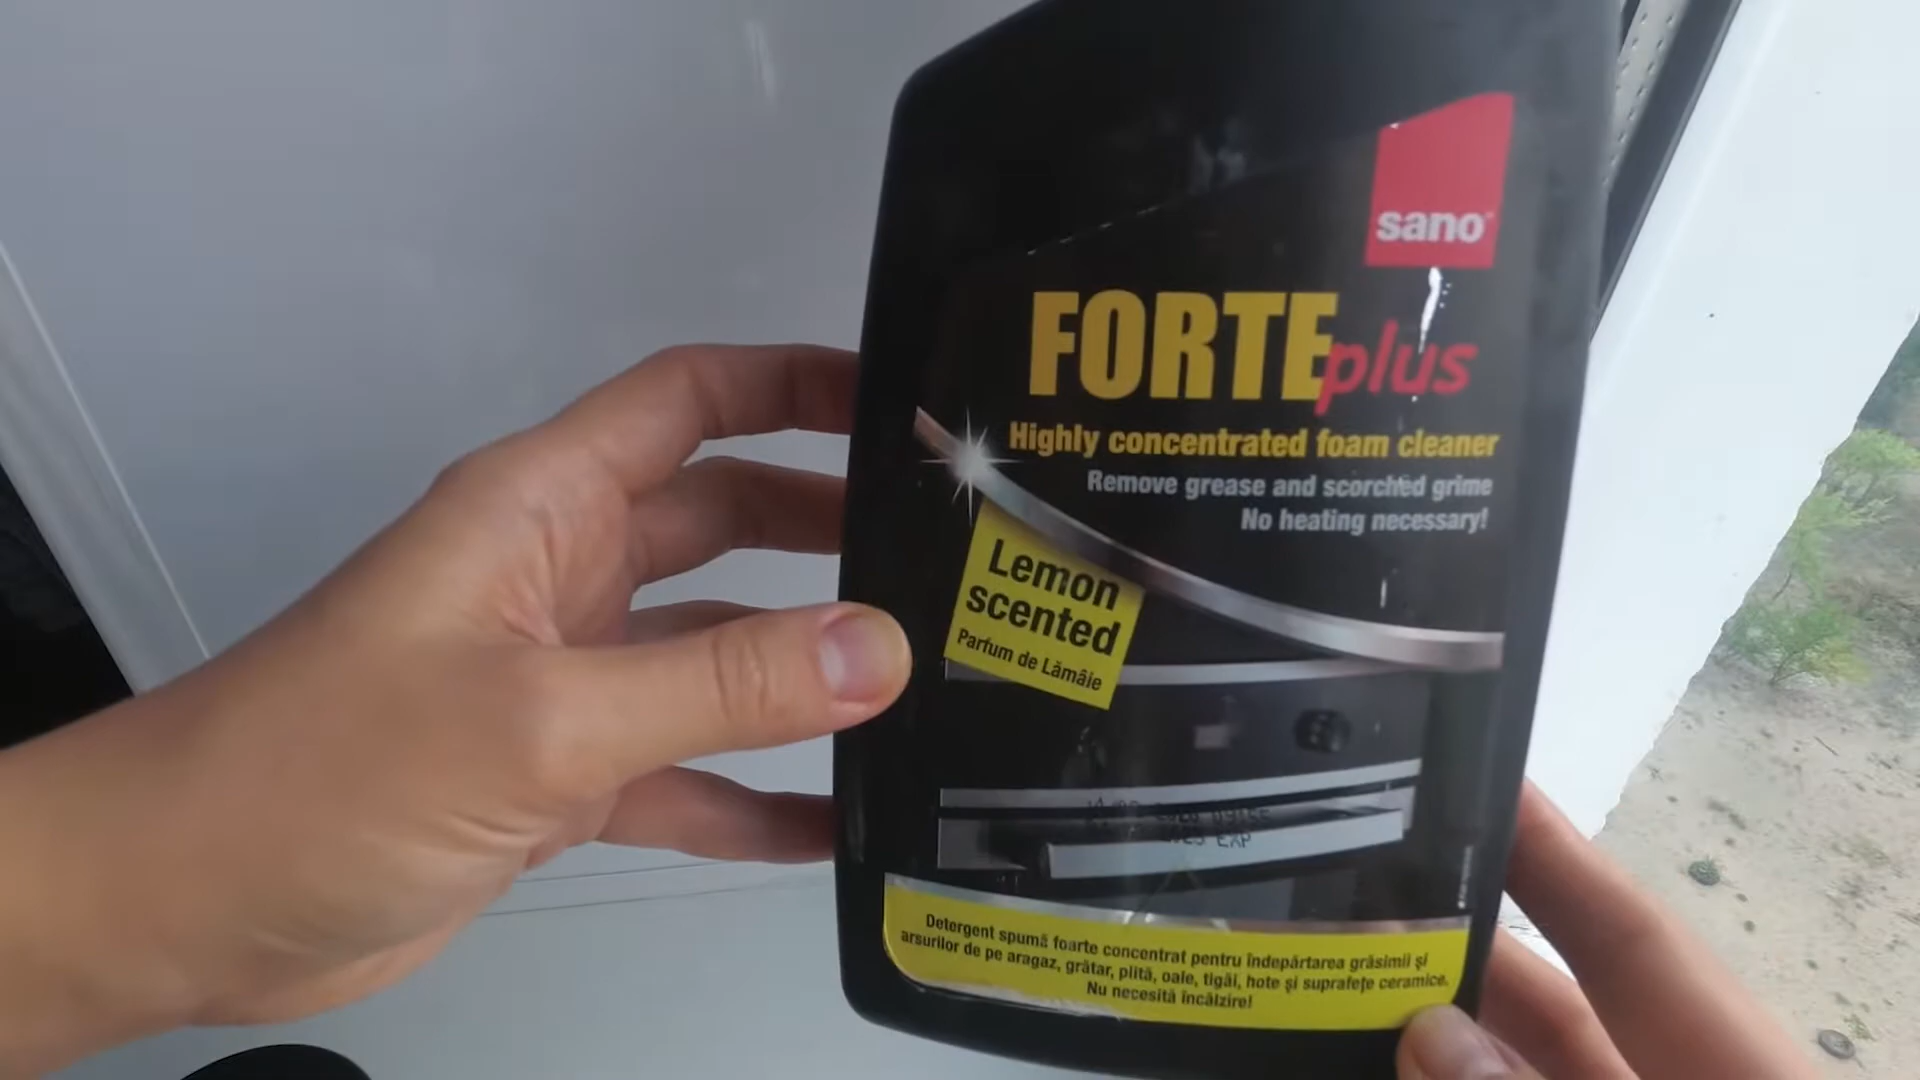 sano
FORTE plus
Highly concentrated foam cleaner
Remove grease and scorched grime
No heating necessary!
Lemon
scented
Parfum de Lămâie
EXP
Detergent spumă foarte concentrat pentru îndepărtarea grăsimii și
arsurilor de pe aragaz, grătar, plită, oale, tigăi, hote și suprafețe ceramice.
Nu necesită încălzire!